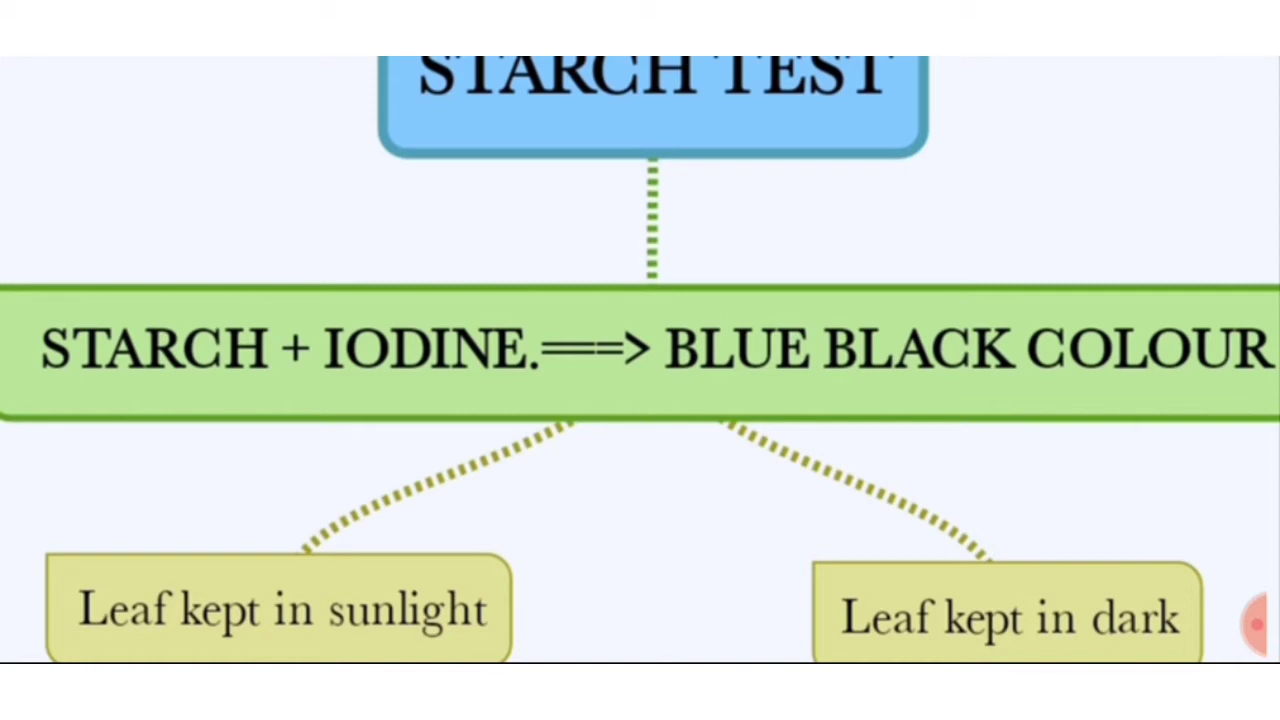 STARCH TEST
STARCH + IODINE.===> BLUE BLACK COLOUR
Leaf kept in sunlight
Leaf kept in dark